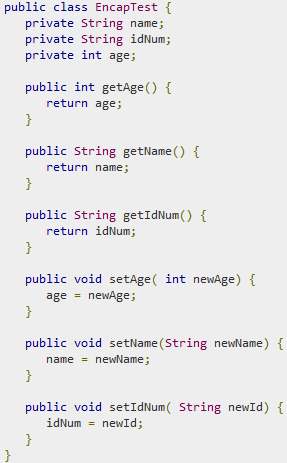 public class EncapTest {
   private String name;
   private String idNum;
   private int age;

   public int getAge() {
      return age;
   }

   public String getName() {
      return name;
   }

   public String getIdNum() {
      return idNum;
   }

   public void setAge( int newAge) {
      age = newAge;
   }

   public void setName(String newName) {
      name = newName;
   }

   public void setIdNum( String newId) {
      idNum = newId;
   }
}